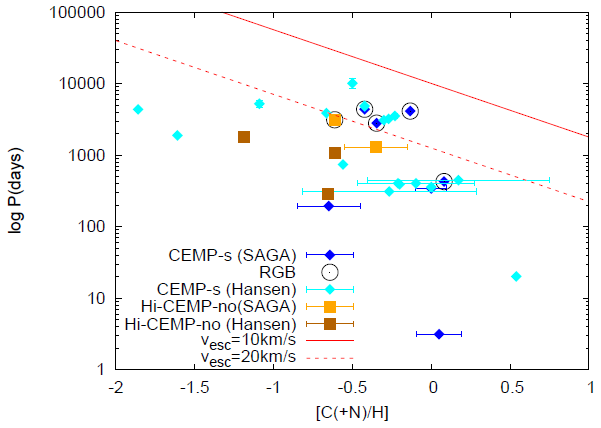 100000
10000
1000
100
10
1
log P(days)
CEMP-s (SAGA)
RGB
CEMP-s (Hansen)
Hi-CEMP-no(SAGA)
Hi-CEMP-no (Hansen)
vesc=10km/s
vesc=20km/s
-2 -1.5 -1 -0.5 0 0.5 1
[C(+N)/H]